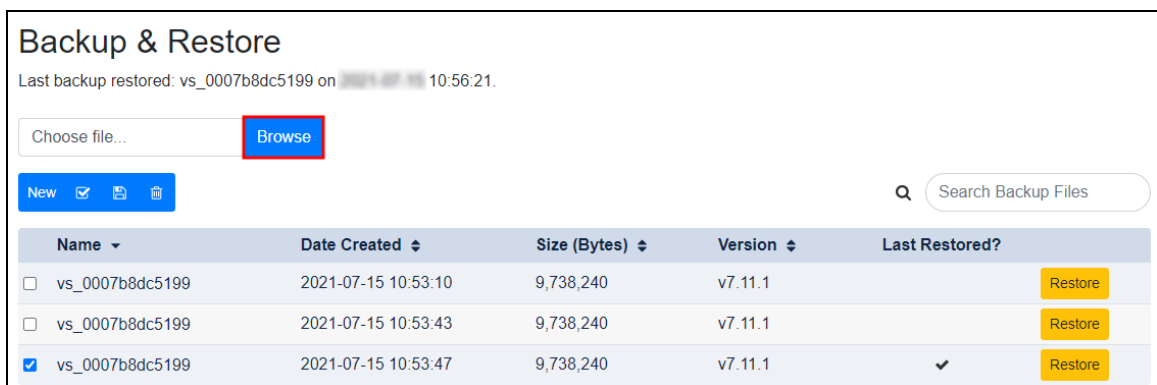 Backup & Restore
Last backup restored: vs_0007b8dc5199 on 10:56:21.
Choose file... Browse
New Search Backup Files
Name Date Created Size (Bytes) Version Last Restored?
vs_0007b8dc5199 2021-07-15 10:53:10 9,738,240 v7.11.1 Restore
vs_0007b8dc5199 2021-07-15 10:53:43 9,738,240 v7.11.1 Restore
vs_0007b8dc5199 2021-07-15 10:53:47 9,738,240 v7.11.1 Restore